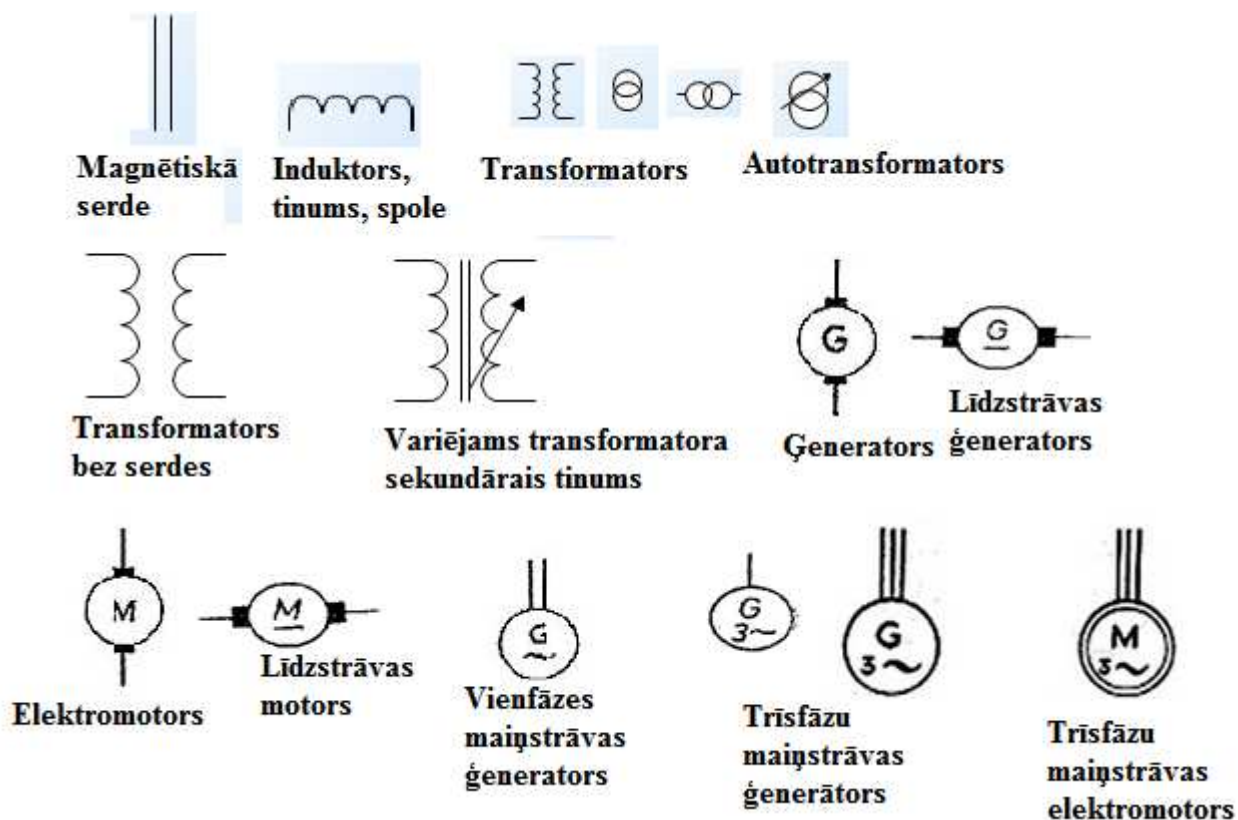 Magnētiskā
serde
Induktors,
tinums, spole
Transformators
Autotransformators
Transformators
bez serdes
Variējams transformatora
sekundārais tinums
G
Ģenerators
G
Līdzstrāvas
ģenerators
M
Elektromotors
M
Līdzstrāvas
motors
G
~
Vienfāzes
maiņstrāvas
ģenerators
G
3~
G
3~
Trīsfāzu
maiņstrāvas
ģenerātors
M
3~
Trīsfāzu
maiņstrāvas
elektromotors